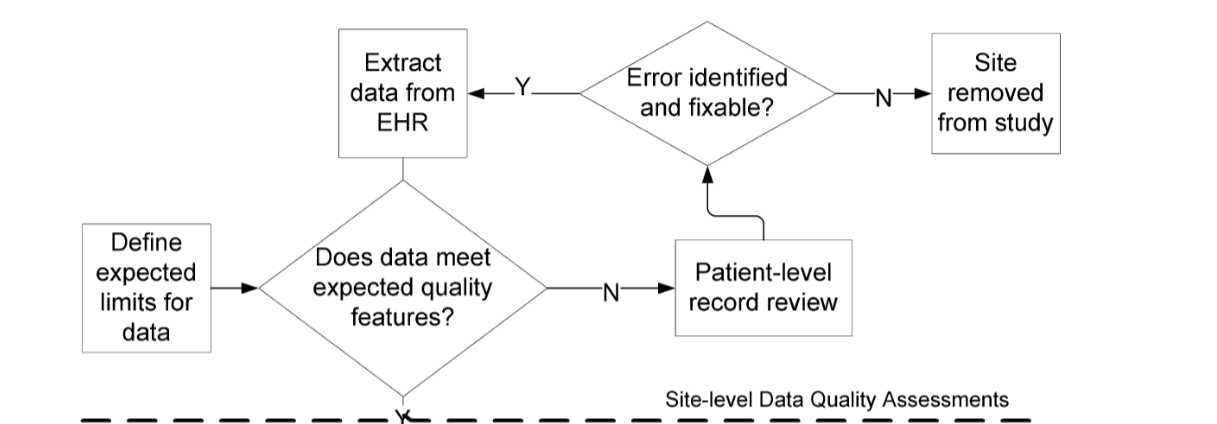 Extract
data from
EHR
Y
Error identified
and fixable?
N
Site
removed
from study
Define
expected
limits for
data
Does data meet
expected quality
features?
N
Patient-level
record review
Site-level Data Quality Assessments
Y